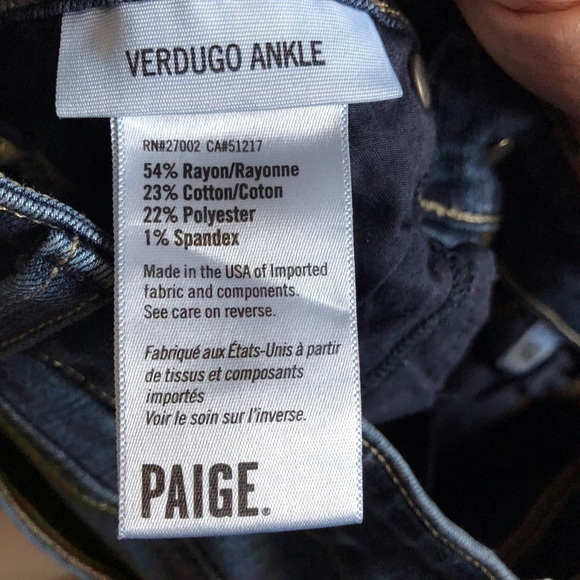 VERDUGO ANKLE
RN#27002 CA#51217
54% Rayon/Rayonne
23% Cotton/Coton
22% Polyester
1% Spandex
Made in the USA of Imported
fabric and components.
See care on reverse.
Fabriqué aux États-Unis à partir
de tissus et composants
importés
Voir le soin sur l'inverse.
PAIGE.